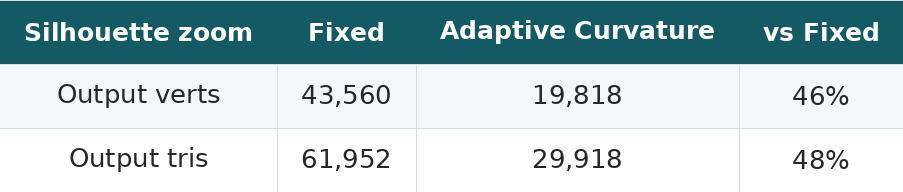 Silhouette zoom Fixed Adaptive Curvature vs Fixed
Output verts 43,560 19,818 46%
Output tris 61,952 29,918 48%